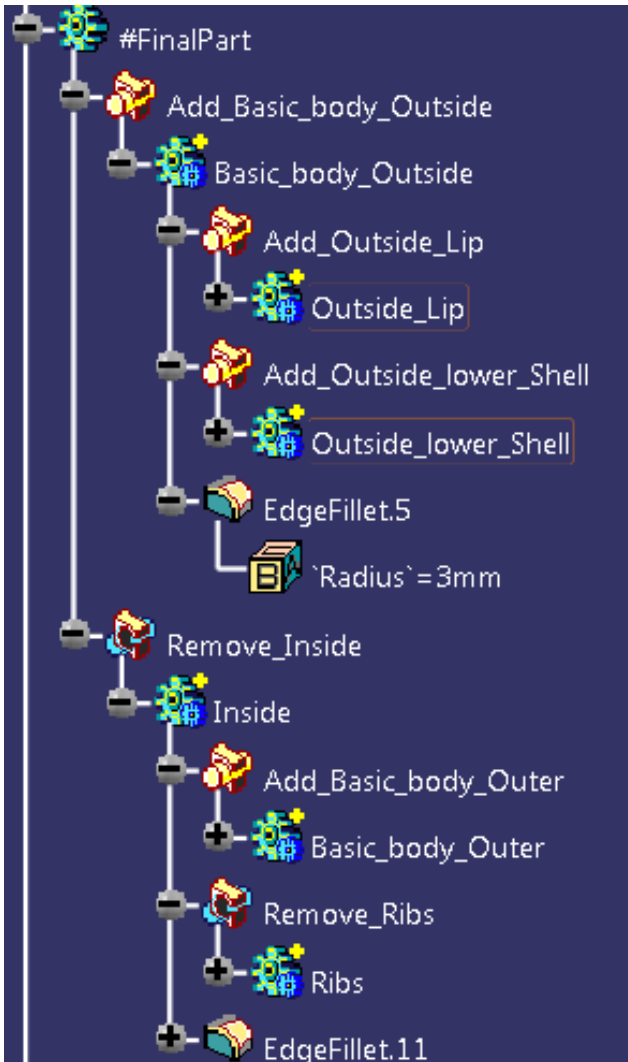 #FinalPart
Add_Basic_body_Outside
Basic_body_Outside
Add_Outside_Lip
Outside_Lip
Add_Outside_lower_Shell
Outside_lower_Shell
EdgeFillet.5
B `Radius`=3mm
Remove_Inside
Inside
Add_Basic_body_Outer
Basic_body_Outer
Remove_Ribs
Ribs
EdgeFillet.11